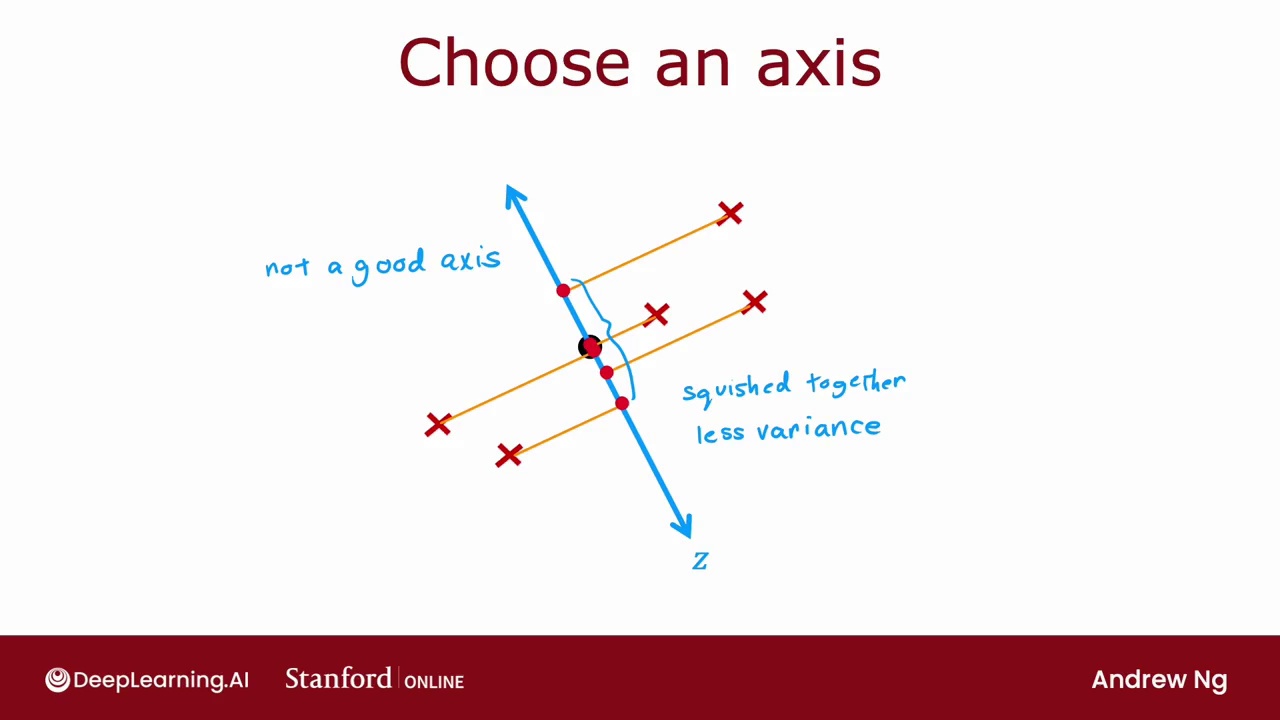 Choose an axis
not a good axis
squished together
less variance
z
DeepLearning.AI
Stanford | ONLINE
Andrew Ng